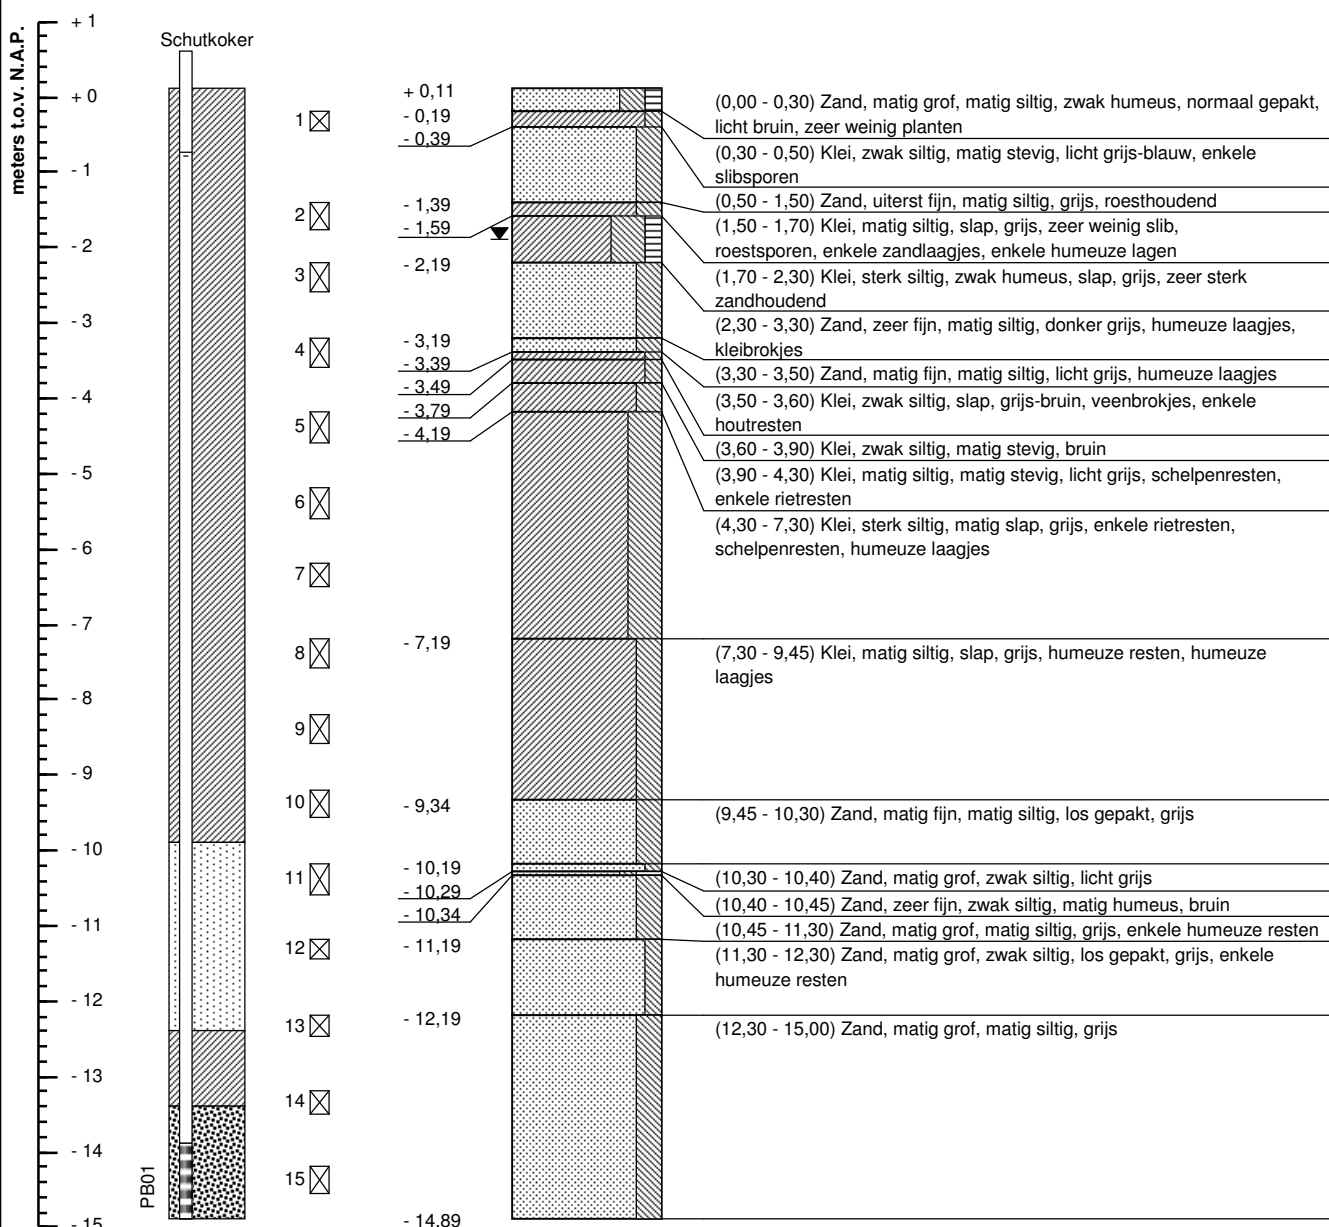 meters t.o.v. N.A.P.
+ 1
+ 0
- 1
- 2
- 3
- 4
- 5
- 6
- 7
- 8
- 9
- 10
- 11
- 12
- 13
- 14
- 15
Schutkoker
PB01
1
2
3
4
5
6
7
8
9
10
11
12
13
14
15
+ 0,11
- 0,19
- 0,39
- 1,39
- 1,59
- 2,19
- 3,19
- 3,39
- 3,49
- 3,79
- 4,19
- 7,19
- 9,34
- 10,19
- 10,29
- 10,34
- 11,19
- 12,19
- 14,89
(0,00 - 0,30) Zand, matig grof, matig siltig, zwak humeus, normaal gepakt,
licht bruin, zeer weinig planten
(0,30 - 0,50) Klei, zwak siltig, matig stevig, licht grijs-blauw, enkele
slibsporen
(0,50 - 1,50) Zand, uiterst fijn, matig siltig, grijs, roesthoudend
(1,50 - 1,70) Klei, matig siltig, slap, grijs, zeer weinig slib,
roestsporen, enkele zandlaagjes, enkele humeuze lagen
(1,70 - 2,30) Klei, sterk siltig, zwak humeus, slap, grijs, zeer sterk
zandhoudend
(2,30 - 3,30) Zand, zeer fijn, matig siltig, donker grijs, humeuze laagjes,
kleibrokjes
(3,30 - 3,50) Zand, matig fijn, matig siltig, licht grijs, humeuze laagjes
(3,50 - 3,60) Klei, zwak siltig, slap, grijs-bruin, veenbrokjes, enkele
houtresten
(3,60 - 3,90) Klei, zwak siltig, matig stevig, bruin
(3,90 - 4,30) Klei, matig siltig, matig stevig, licht grijs, schelpenresten,
enkele rietresten
(4,30 - 7,30) Klei, sterk siltig, matig slap, grijs, enkele rietresten,
schelpenresten, humeuze laagjes
(7,30 - 9,45) Klei, matig siltig, slap, grijs, humeuze resten, humeuze
laagjes
(9,45 - 10,30) Zand, matig fijn, matig siltig, los gepakt, grijs
(10,30 - 10,40) Zand, matig grof, zwak siltig, licht grijs
(10,40 - 10,45) Zand, zeer fijn, zwak siltig, matig humeus, bruin
(10,45 - 11,30) Zand, matig grof, matig siltig, grijs, enkele humeuze resten
(11,30 - 12,30) Zand, matig grof, zwak siltig, los gepakt, grijs, enkele
humeuze resten
(12,30 - 15,00) Zand, matig grof, matig siltig, grijs